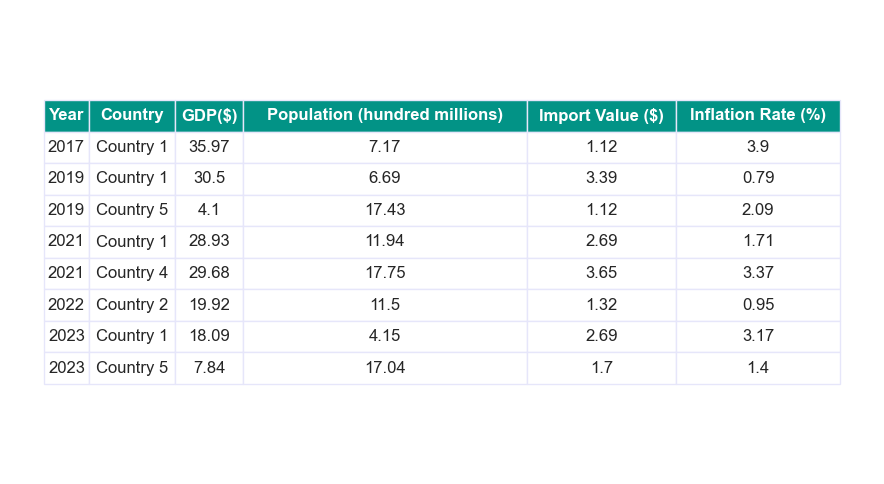 Year Country GDP($) Population (hundred millions) Import Value ($) Inflation Rate (%)
2017 Country 1 35.97 7.17 1.12 3.9
2019 Country 1 30.5 6.69 3.39 0.79
2019 Country 5 4.1 17.43 1.12 2.09
2021 Country 1 28.93 11.94 2.69 1.71
2021 Country 4 29.68 17.75 3.65 3.37
2022 Country 2 19.92 11.5 1.32 0.95
2023 Country 1 18.09 4.15 2.69 3.17
2023 Country 5 7.84 17.04 1.7 1.4